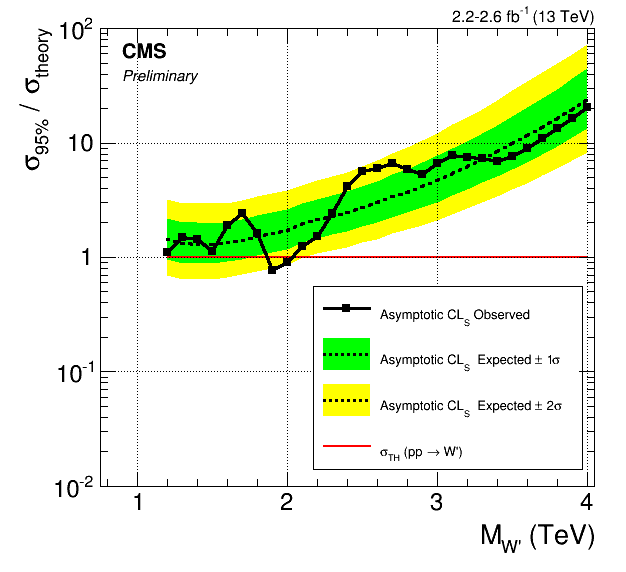 2.2-2.6 fb⁻¹ (13 TeV)
CMS
Preliminary
σ95% / σtheory
10²
10
1
10⁻¹
10⁻²
Asymptotic CLS Observed
Asymptotic CLS Expected ± 1σ
Asymptotic CLS Expected ± 2σ
σTH (pp → W')
1 2 3 4
MW' (TeV)